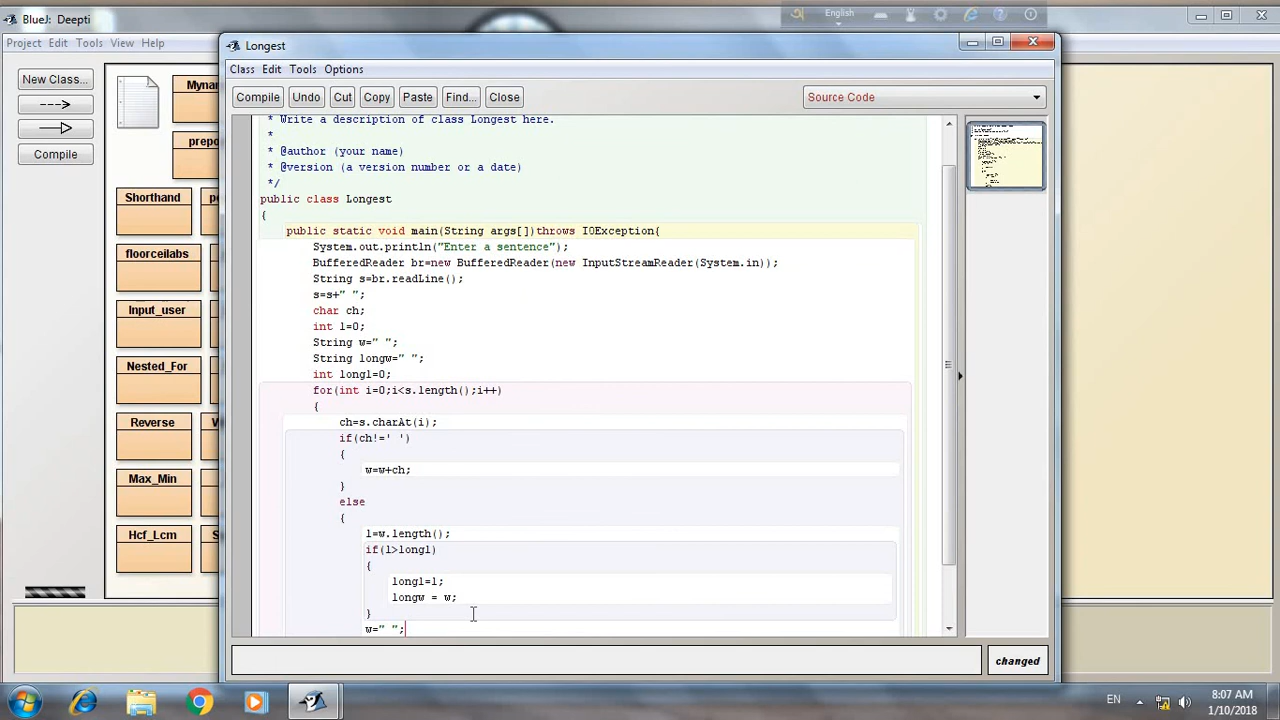 BlueJ: Deepti
English
Project Edit Tools View Help
New Class...
Compile
Shorthand
floorceilabs
Input_user
Nested_For
Reverse
Max_Min
Hcf_Lcm
Longest
Class Edit Tools Options
Compile Undo Cut Copy Paste Find... Close
Source Code
* Write a description of class Longest here.
*
* @author (your name)
* @version (a version number or a date)
*/
public class Longest
{
public static void main(String args[])throws IOException{
System.out.println("Enter a sentence");
BufferedReader br=new BufferedReader(new InputStreamReader(System.in));
String s=br.readLine();
s=s+" ";
char ch;
int l=0;
String w=" ";
String longw=" ";
int longl=0;
for(int i=0;i<s.length();i++)
{
ch=s.charAt(i);
if(ch!=' ')
{
w=w+ch;
}
else
{
l=w.length();
if(l>longl)
{
longl=l;
longw = w;
}
w=" ";
changed
EN
8:07 AM
1/10/2018